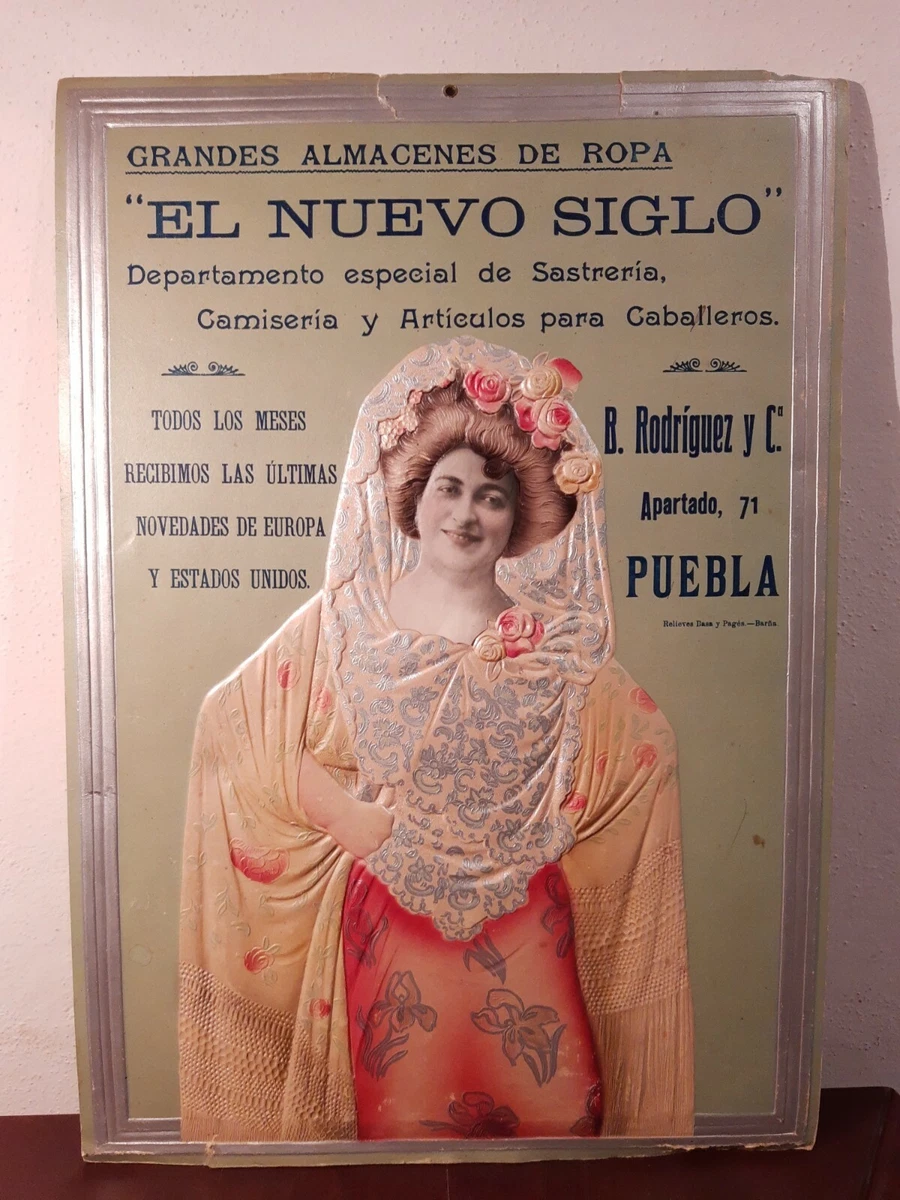 GRANDES ALMACENES DE ROPA
"EL NUEVO SIGLO"
Departamento especial de Sastrería,
Camisería y Artículos para Caballeros.
TODOS LOS MESES
RECIBIMOS LAS ÚLTIMAS
NOVEDADES DE EUROPA
Y ESTADOS UNIDOS.
B. Rodríguez y Cª
Apartado, 71
PUEBLA
Relieves Basa y Pagés.—Barña.